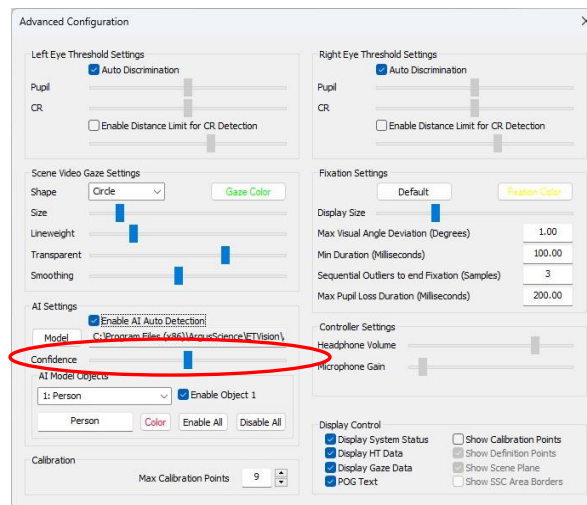 Advanced Configuration
Left Eye Threshold Settings
Auto Discrimination
Pupil
CR
Enable Distance Limit for CR Detection
Right Eye Threshold Settings
Auto Discrimination
Pupil
CR
Enable Distance Limit for CR Detection
Scene Video Gaze Settings
Shape Circle Gaze Color
Size
Lineweight
Transparent
Smoothing
Fixation Settings
Default Fixation Color
Display Size
Max Visual Angle Deviation (Degrees) 1.00
Min Duration (Milliseconds) 100.00
Sequential Outliers to end Fixation (Samples) 3
Max Pupil Loss Duration (Milliseconds) 200.00
AI Settings
Enable AI Auto Detection
Model C:\Program Files (x86)\ArgusScience\ETVision\
Confidence
AI Model Objects
1: Person Enable Object 1
Person Color Enable All Disable All
Controller Settings
Headphone Volume
Microphone Gain
Calibration
Max Calibration Points 9
Display Control
Display System Status Show Calibration Points
Display HT Data Show Definition Points
Display Gaze Data Show Scene Plane
POG Text Show SSC Area Borders